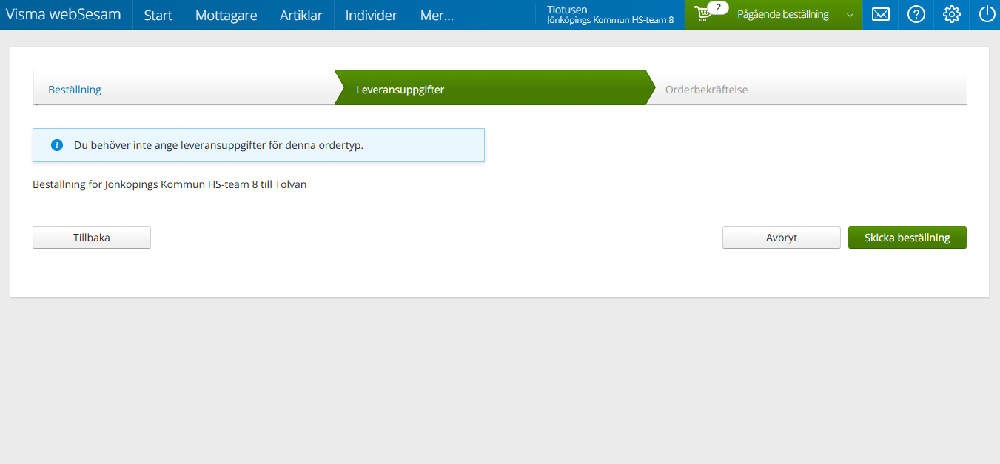 Visma webSesam Start Mottagare Artiklar Individer Mer... Tiotusen 2 Pågående beställning
Jönköpings Kommun HS-team 8
Beställning Leveransuppgifter Orderbekräftelse
Du behöver inte ange leveransuppgifter för denna ordertyp.
Beställning för Jönköpings Kommun HS-team 8 till Tolvan
Tillbaka Avbryt Skicka beställning